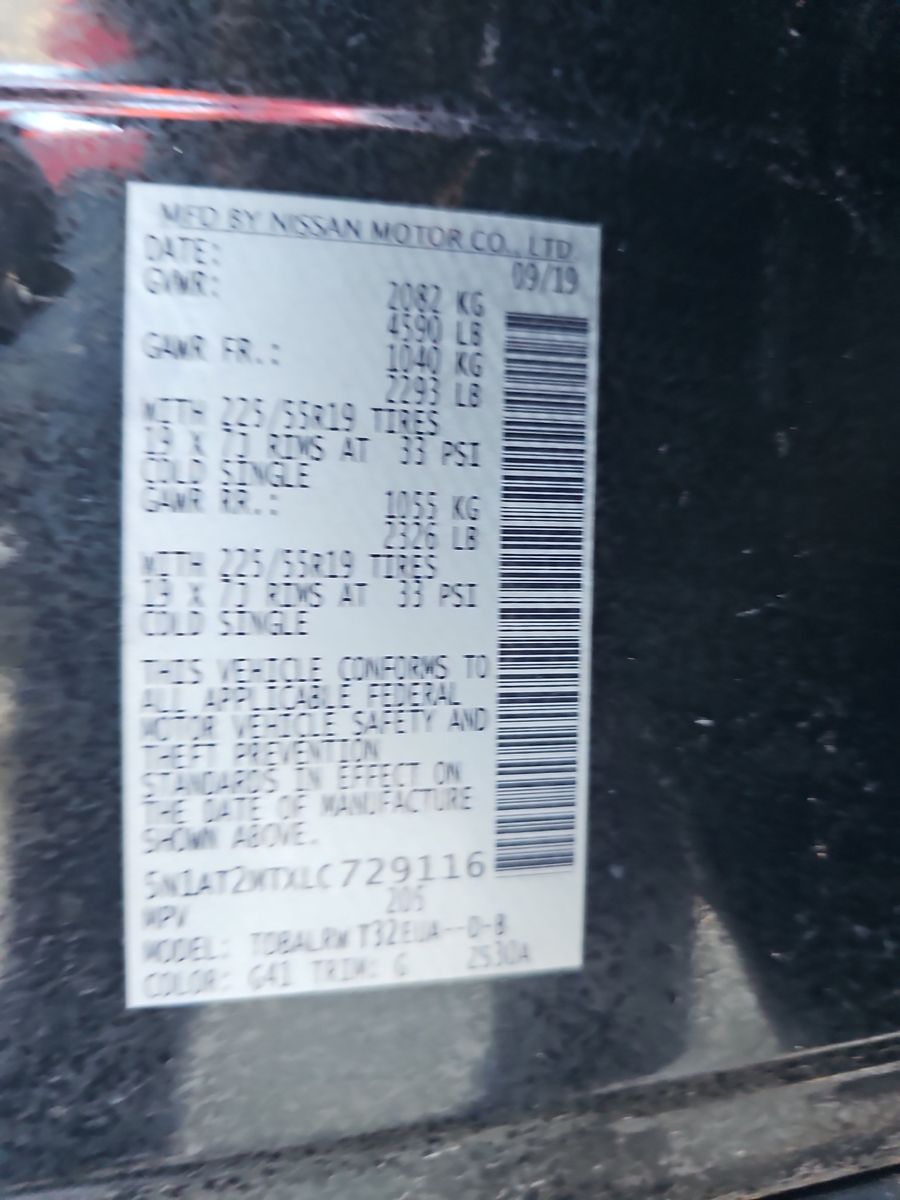 MFD BY NISSAN MOTOR CO., LTD.
DATE: 09/19
GVWR: 2082 KG
4590 LB
GAWR FR.: 1040 KG
2293 LB
WITH 225/55R19 TIRES
19 X 7J RIMS AT 33 PSI
COLD SINGLE
GAWR RR.: 1055 KG
2326 LB
WITH 225/55R19 TIRES
19 X 7J RIMS AT 33 PSI
COLD SINGLE
THIS VEHICLE CONFORMS TO
ALL APPLICABLE FEDERAL
MOTOR VEHICLE SAFETY AND
THEFT PREVENTION
STANDARDS IN EFFECT ON
THE DATE OF MANUFACTURE
SHOWN ABOVE.
5N1AT2MTXLC729116
MPV 205
MODEL: TDBALRW T32EUA--D-B
COLOR: G41 TRIM: G 2S30A